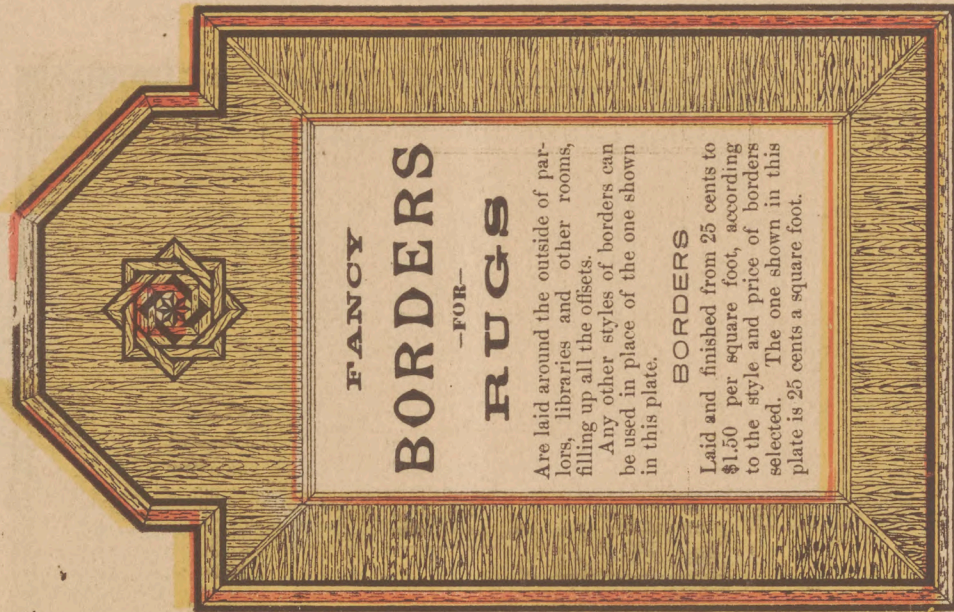 FANCY
BORDERS
-FOR-
RUGS
Are laid around the outside of par-
lors, libraries and other rooms,
filling up all the offsets.
Any other styles of borders can
be used in place of the one shown
in this plate.
BORDERS
Laid and finished from 25 cents to
$1.50 per square foot, according
to the style and price of borders
selected. The one shown in this
plate is 25 cents a square foot.